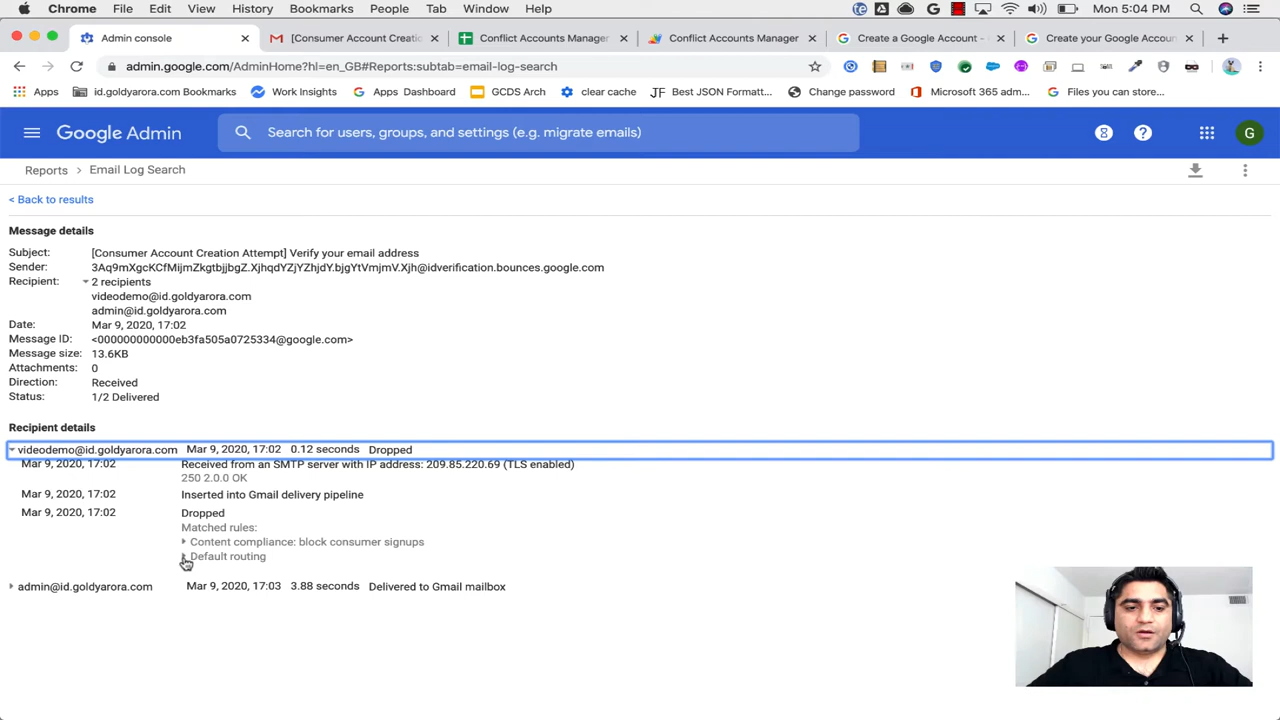 Chrome File Edit View History Bookmarks People Tab Window Help Mon 5:04 PM
Admin console [Consumer Account Creati Conflict Accounts Manager Conflict Accounts Manager Create a Google Account - Create your Google Accou
admin.google.com/AdminHome?hl=en_GB#Reports:subtab=email-log-search
Apps id.goldyarora.com Bookmarks Work Insights Apps Dashboard GCDS Arch clear cache JF Best JSON Formatt... Change password Microsoft 365 adm... Files you can store...
Google Admin Search for users, groups, and settings (e.g. migrate emails) G
Reports > Email Log Search
< Back to results
Message details
Subject: [Consumer Account Creation Attempt] Verify your email address
Sender: 3Aq9mXgcKCfMijmZkgtbjjbgZ.XjhqdYZjYZhjdY.bjgYtVmjmV.Xjh@idverification.bounces.google.com
Recipient: 2 recipients
videodemo@id.goldyarora.com
admin@id.goldyarora.com
Date: Mar 9, 2020, 17:02
Message ID: <000000000000eb3fa505a0725334@google.com>
Message size: 13.6KB
Attachments: 0
Direction: Received
Status: 1/2 Delivered
Recipient details
videodemo@id.goldyarora.com Mar 9, 2020, 17:02 0.12 seconds Dropped
Mar 9, 2020, 17:02 Received from an SMTP server with IP address: 209.85.220.69 (TLS enabled)
250 2.0.0 OK
Mar 9, 2020, 17:02 Inserted into Gmail delivery pipeline
Mar 9, 2020, 17:02 Dropped
Matched rules:
Content compliance: block consumer signups
Default routing
admin@id.goldyarora.com Mar 9, 2020, 17:03 3.88 seconds Delivered to Gmail mailbox